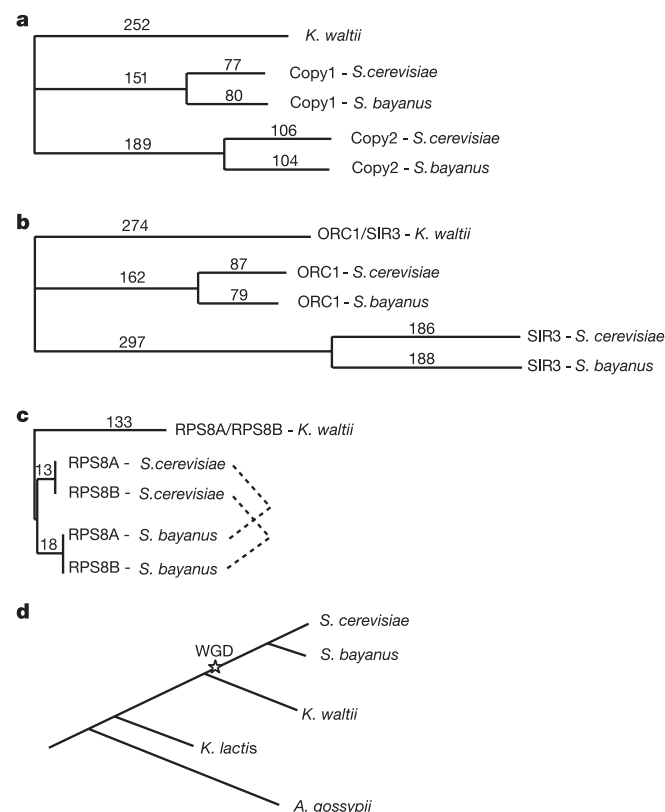 a
252
K. waltii
77
151
Copy1 - S.cerevisiae
80
Copy1 - S. bayanus
106
189
Copy2 - S.cerevisiae
104
Copy2 - S.bayanus
b
274
ORC1/SIR3 - K. waltii
87
162
ORC1- S.cerevisiae
79
ORC1- S.bayanus
186
297
SIR3 - S. cerevisiae
188
SIR3 - S. bayanus
c
133
RPS8A/RPS8B - K. waltii
13
RPS8A - S.cerevisiae
RPS8B - S.cerevisiae
18
RPS8A - S. bayanus
RPS8B - S. bayanus
d
S. cerevisiae
WGD
S. bayanus
K. waltii
K. lactis
A. gossypii